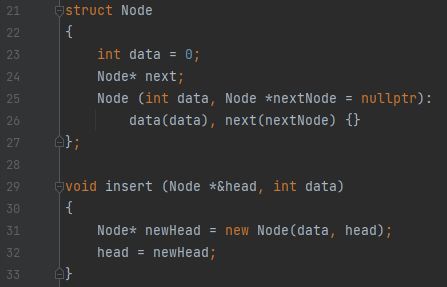 21 struct Node
22 {
23     int data = 0;
24     Node* next;
25     Node (int data, Node *nextNode = nullptr):
26         data(data), next(nextNode) {}
27 };
28
29 void insert (Node *&head, int data)
30 {
31     Node* newHead = new Node(data, head);
32     head = newHead;
33 }